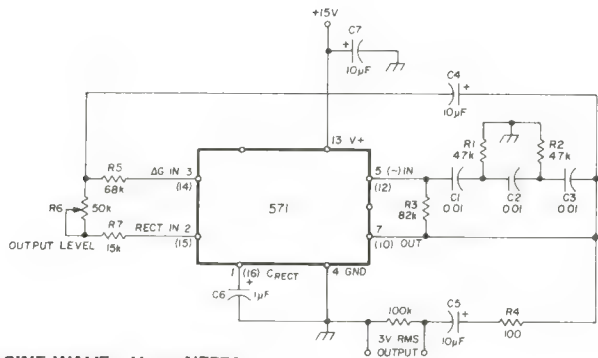 +15V
C7
+
10µF
C4
+
10µF
13 V+
R1
47k
R2
47k
R5
68k
ΔG IN 3
(14)
5 (−) IN
(12)
C1
0.01
C2
0.01
C3
0.01
R6
50k
OUTPUT LEVEL
R7
15k
RECT IN 2
(15)
571
R3
82k
7
(10) OUT
1
(16) CRECT
4 GND
C6
+
1µF
100k
3V RMS
OUTPUT
C5
+
10µF
R4
100